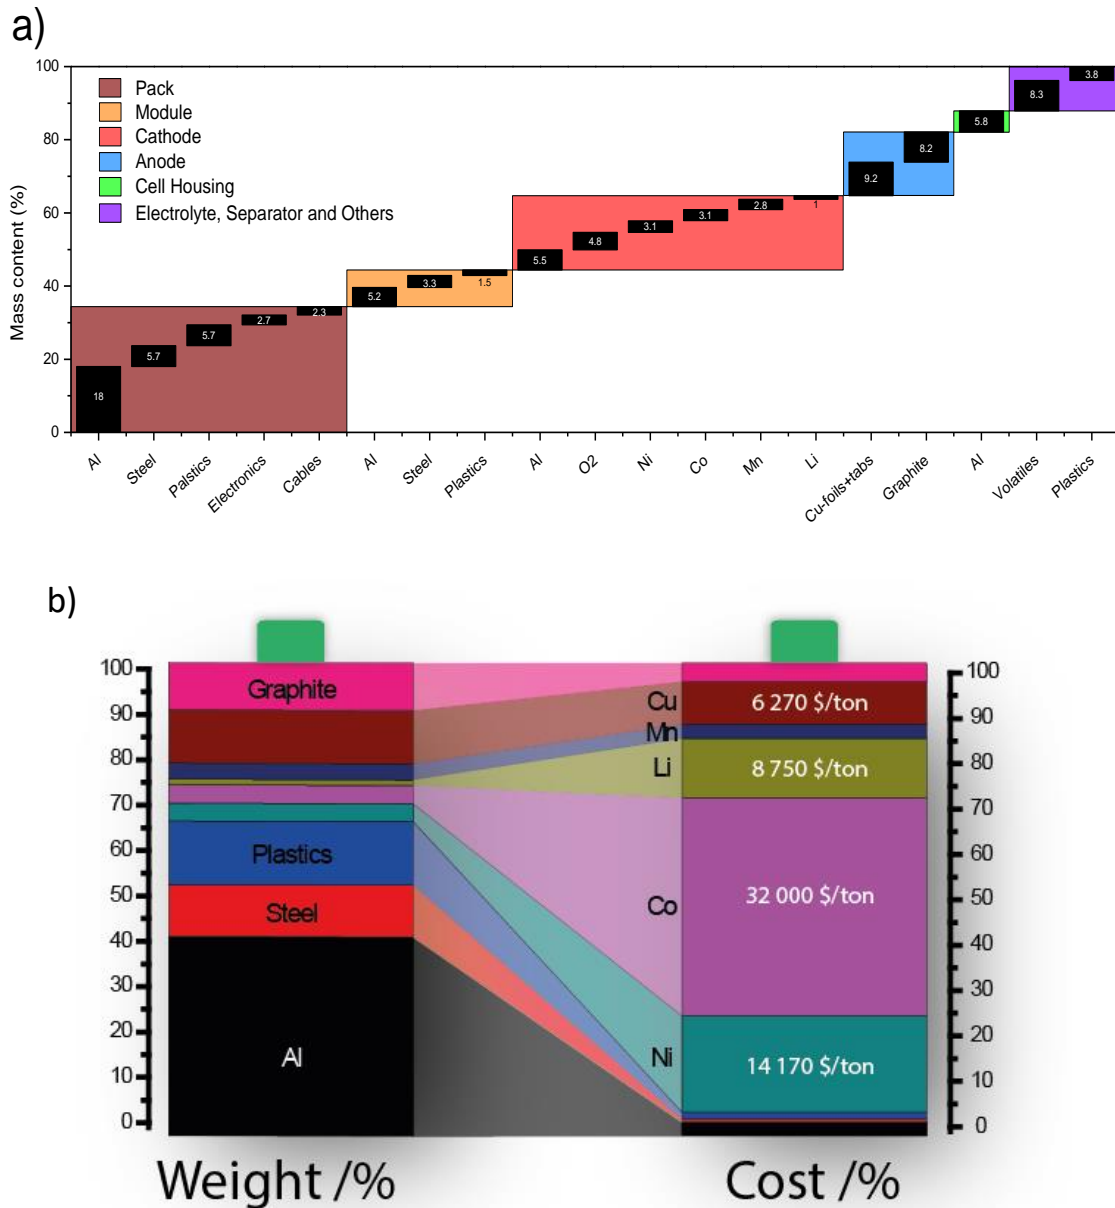 a)
100
80
60
40
20
0
Mass content (%)
Pack
Module
Cathode
Anode
Cell Housing
Electrolyte, Separator and Others
18
5.7
5.7
2.7
2.3
5.2
3.3
1.5
5.5
4.8
3.1
3.1
2.8
1
9.2
8.2
5.8
8.3
3.8
Al
Steel
Palstics
Electronics
Cables
Al
Steel
Plastics
Al
O2
Ni
Co
Mn
Li
Cu-foils+tabs
Graphite
Al
Volatiles
Plastics
b)
100
90
80
70
60
50
40
30
20
10
0
Graphite
Plastics
Steel
Al
Cu
Mn
Li
Co
Ni
6 270 $/ton
8 750 $/ton
32 000 $/ton
14 170 $/ton
100
90
80
70
60
50
40
30
20
10
0
Weight /%
Cost /%